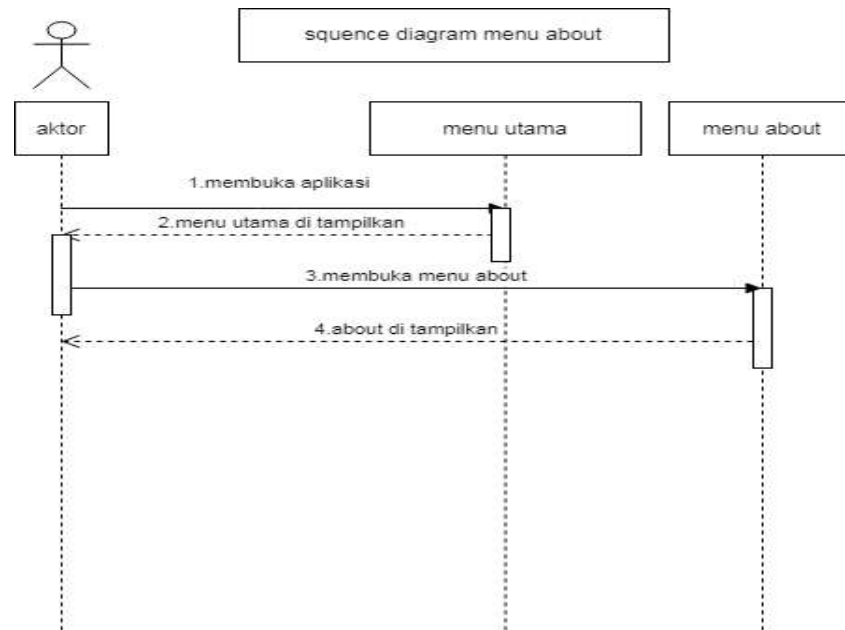 squence diagram menu about
aktor
menu utama
menu about
1.membuka aplikasi
2.menu utama di tampilkan
3.membuka menu about
4.about di tampilkan